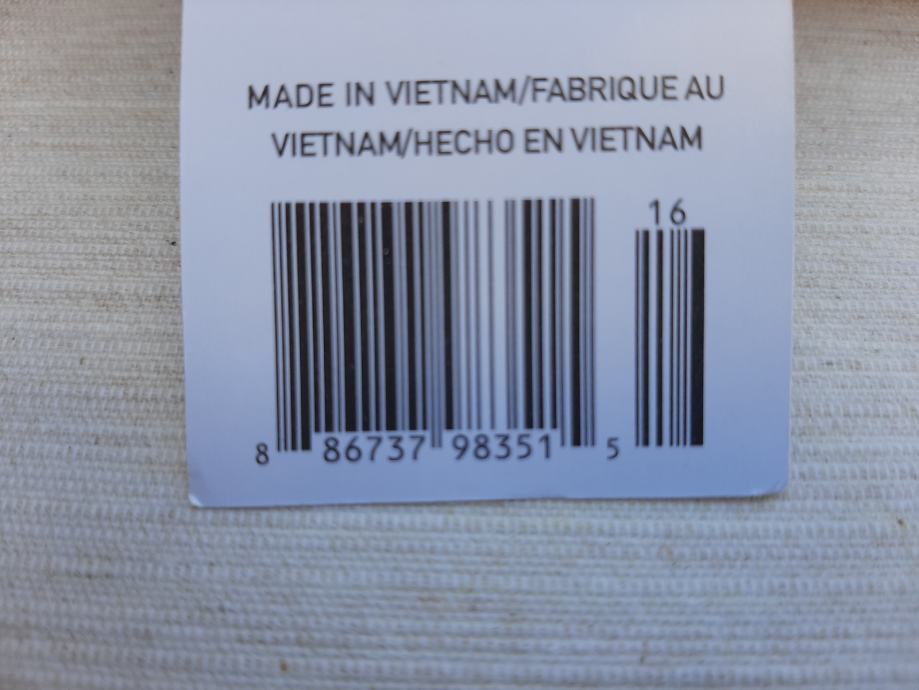 MADE IN VIETNAM/FABRIQUE AU
VIETNAM/HECHO EN VIETNAM
16
8 86737 98351 5